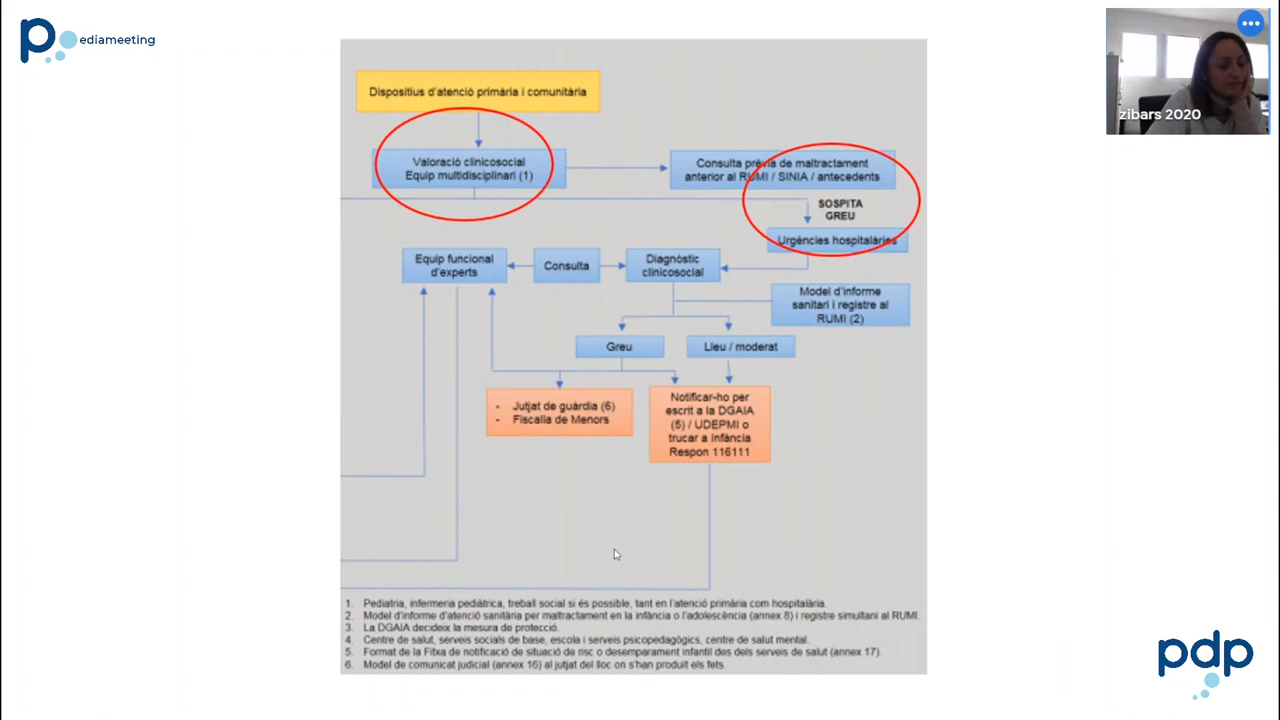 pediameeting
zibars 2020
Dispositius d'atenció primària i comunitària
Valoració clinicosocial
Equip multidisciplinari (1)
Consulta prèvia de maltractament
anterior al RUMI / SINIA / antecedents
SOSPITA
GREU
Urgències hospitalàries
Equip funcional
d'experts
Consulta
Diagnòstic
clinicosocial
Model d'informe
sanitari i registre al
RUMI (2)
Greu
Lleu / moderat
- Jutjat de guàrdia (6)
- Fiscalia de Menors
Notificar-ho per
escrit a la DGAIA
(5) / UDEPMI o
trucar a Infància
Respon 116111
1. Pediatria, infermeria pediàtrica, treball social si és possible, tant en l'atenció primària com hospitalària.
2. Model d'informe d'atenció sanitària per maltractament en la infància o l'adolescència (annex 8) i registre simultani al RUMI.
3. La DGAIA decideix la mesura de protecció.
4. Centre de salut, serveis socials de base, escola i serveis psicopedagògics, centre de salut mental.
5. Format de la Fitxa de notificació de situació de risc o desemparament infantil des dels serveis de salut (annex 17).
6. Model de comunicat judicial (annex 16) al jutjat del lloc on s'han produït els fets.
pdp